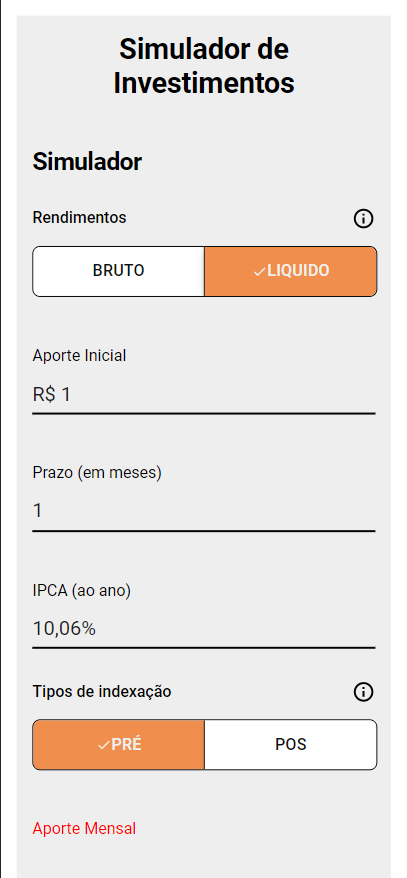 Simulador de
Investimentos
Simulador
Rendimentos
BRUTO
LIQUIDO
Aporte Inicial
R$ 1
Prazo (em meses)
1
IPCA (ao ano)
10,06%
Tipos de indexação
PRÉ
POS
Aporte Mensal